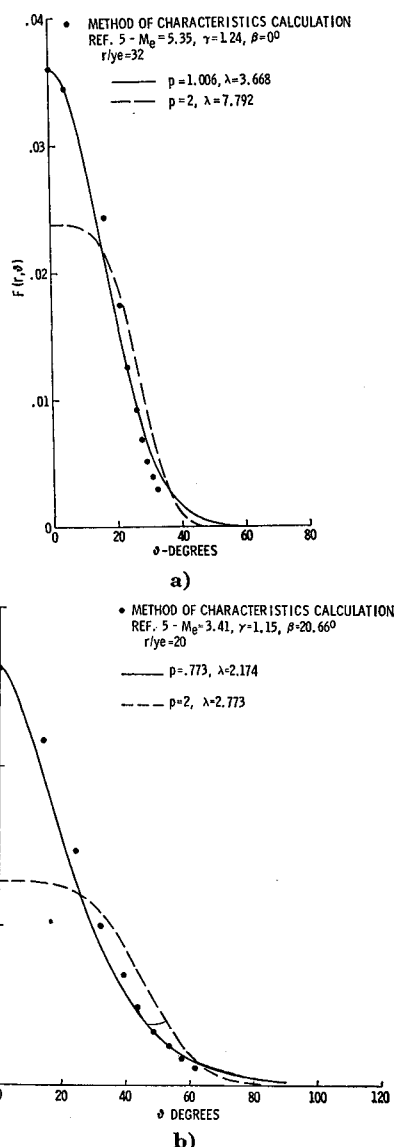 .04
● METHOD OF CHARACTERISTICS CALCULATION
REF. 5 - Me = 5.35, γ=1.24, β=0º
r/ye=32
p=1.006, λ=3.668
p=2, λ=7.792
.03
.02
F(r,ϑ)
.01
0
0 20 40 60 80
ϑ-DEGREES
a)
● METHOD OF CHARACTERISTICS CALCULATION
REF. 5 - Me= 3.41, γ=1.15, β=20.66º
r/ye=20
p=.773, λ=2.174
p=2, λ=2.773
20 40 60 80 100 120
ϑ DEGREES
b)